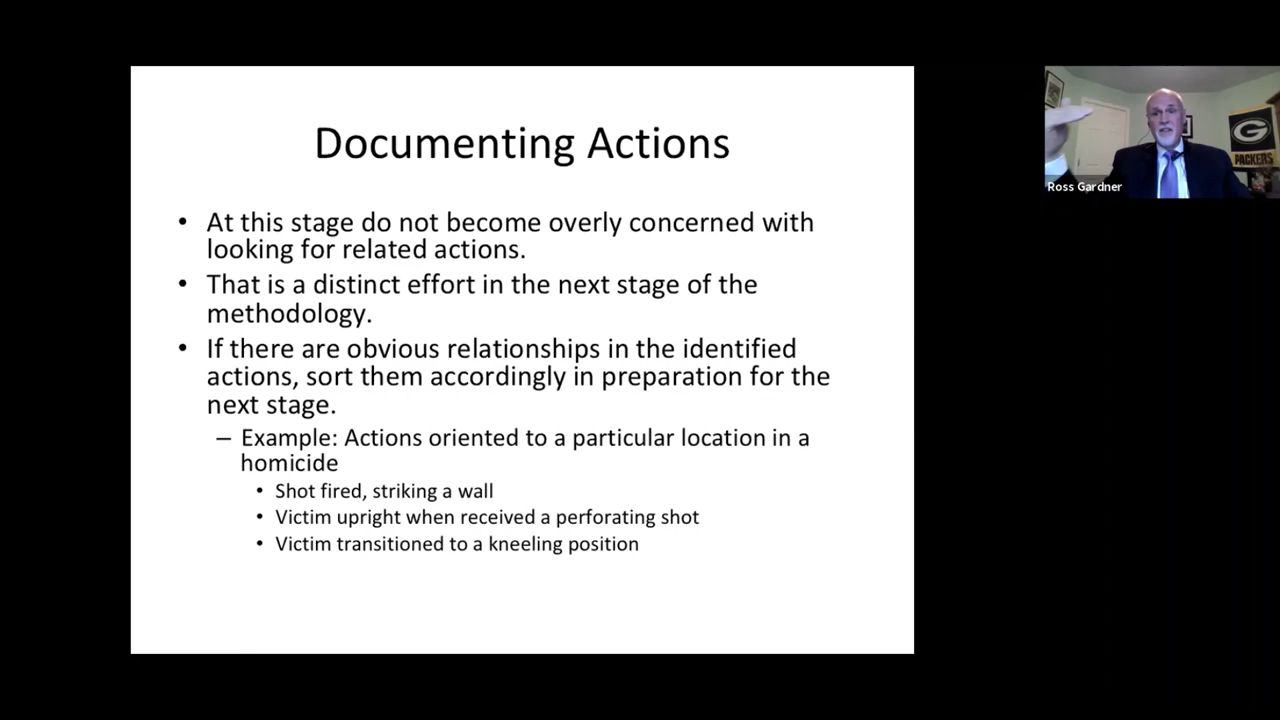 Documenting Actions
• At this stage do not become overly concerned with
looking for related actions.
• That is a distinct effort in the next stage of the
methodology.
• If there are obvious relationships in the identified
actions, sort them accordingly in preparation for the
next stage.
– Example: Actions oriented to a particular location in a
homicide
• Shot fired, striking a wall
• Victim upright when received a perforating shot
• Victim transitioned to a kneeling position
G
PACKERS
Ross Gardner